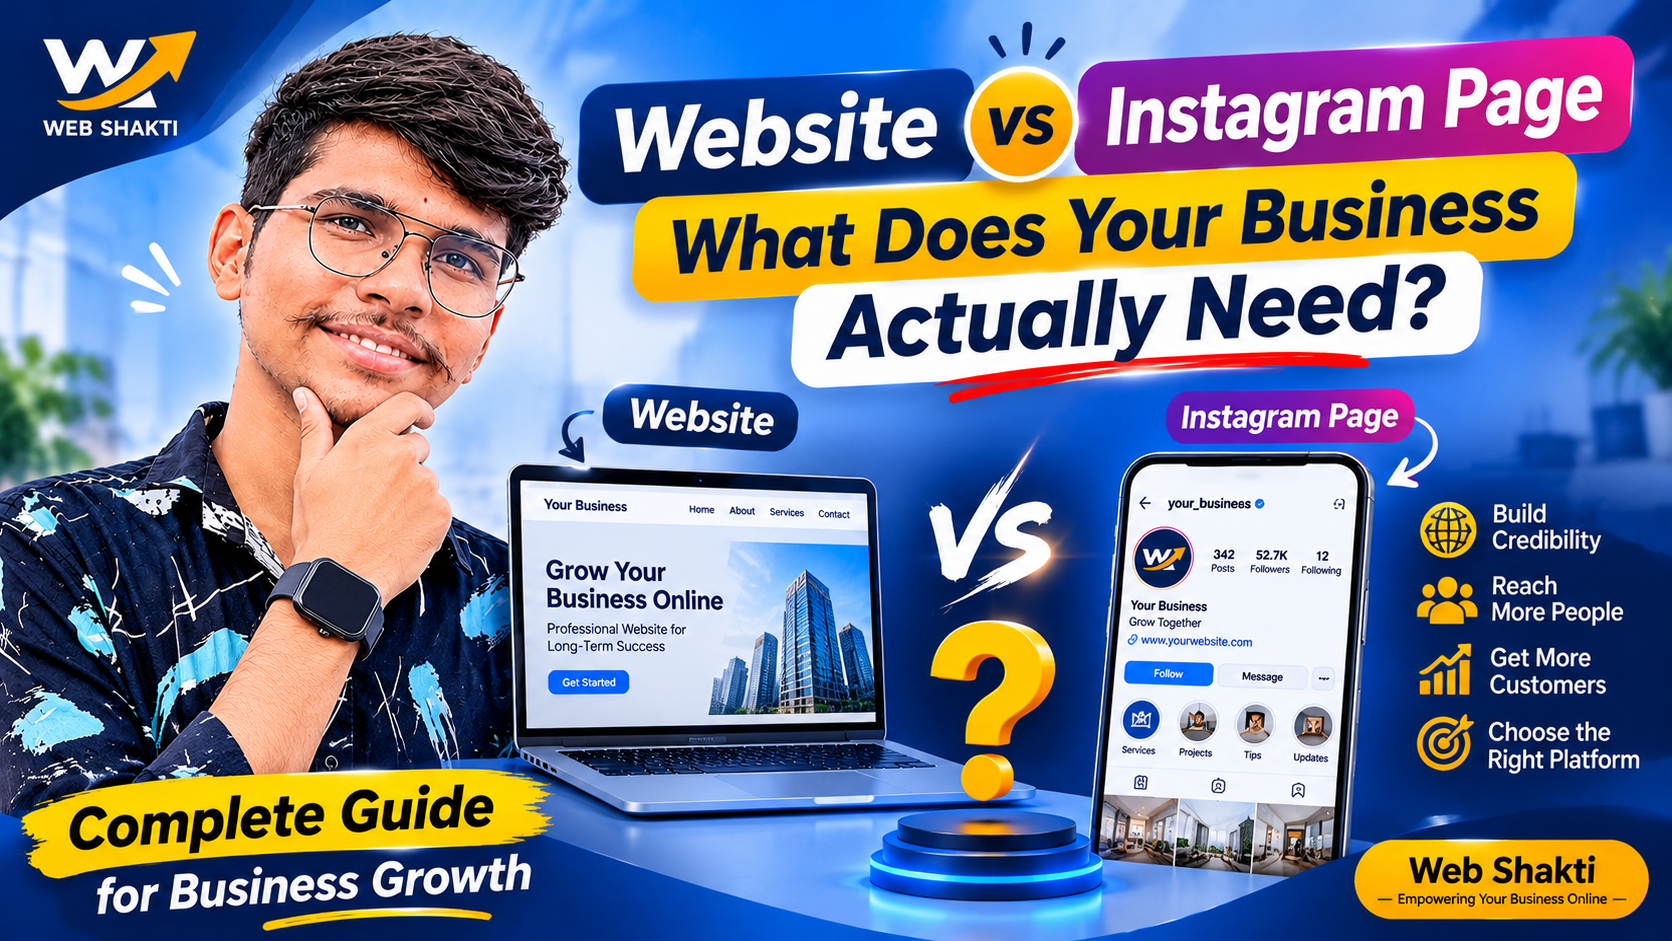 WEB SHAKTI
Website vs Instagram Page
What Does Your Business
Actually Need?
Website
Instagram Page
Your Business
Home About Services Contact
Grow Your
Business Online
Professional Website for
Long-Term Success
Get Started
VS
?
your_businees
342 52.7K 12
Posts Followers Following
Your Business
Grow Together
www.yourwebsite.com
Follow Message
Services Projects Tips Updates
Build
Credibility
Reach
More People
Get More
Customers
Choose the
Right Platform
Complete Guide
for Business Growth
Web Shakti
— Empowering Your Business Online —